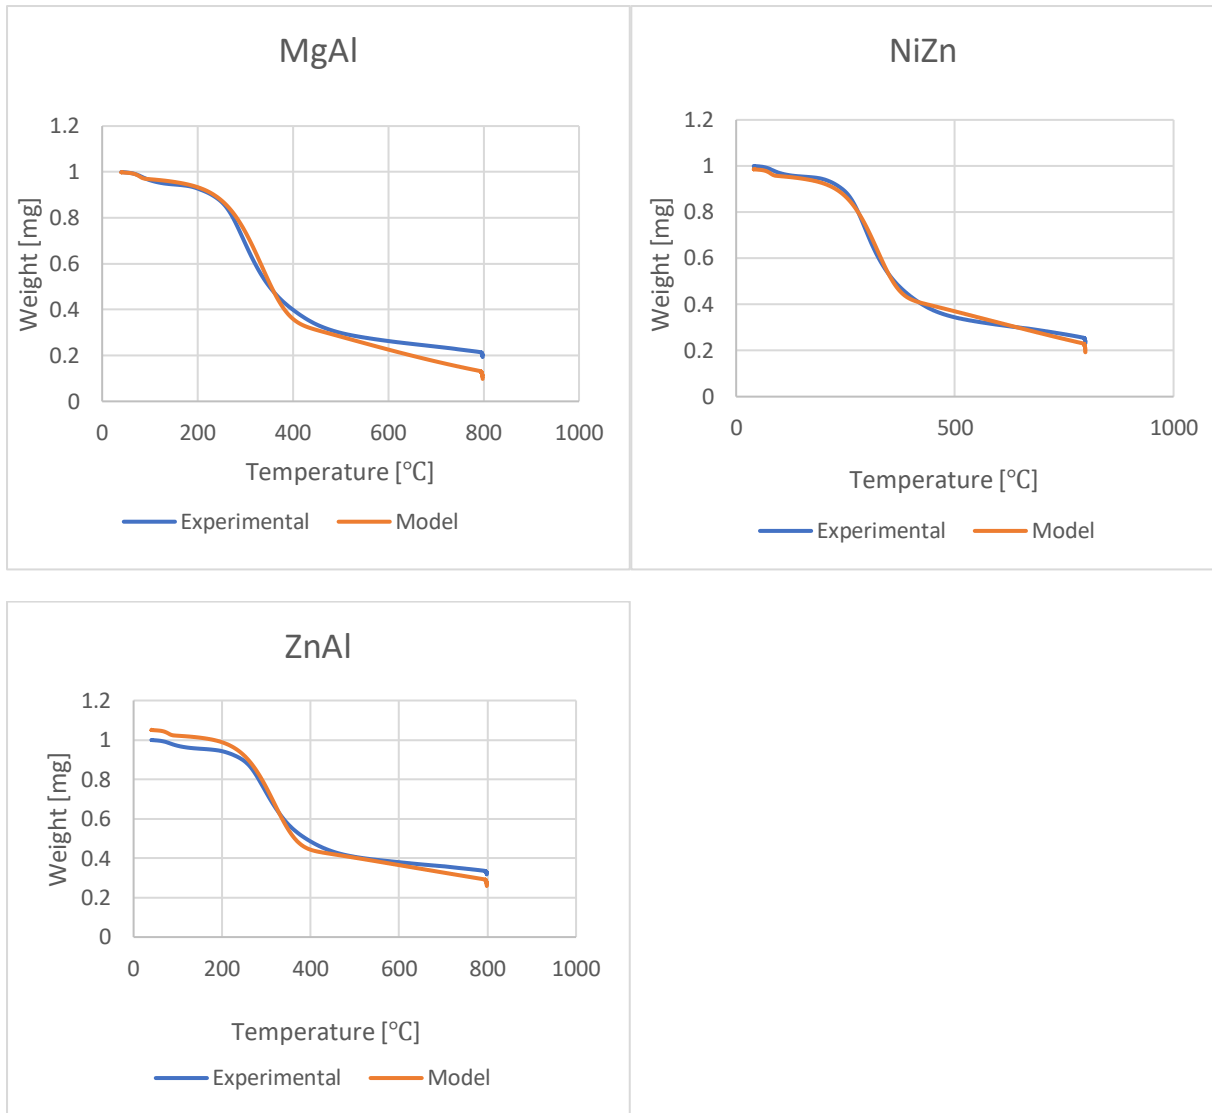 MgAl
1.2
1
0.8
0.6
0.4
0.2
0
Weight [mg]
0 200 400 600 800 1000
Temperature [℃]
Experimental Model
NiZn
1.2
1
0.8
0.6
0.4
0.2
0
Weight [mg]
0 500 1000
Temperature [℃]
Experimental Model
ZnAl
1.2
1
0.8
0.6
0.4
0.2
0
Weight [mg]
0 200 400 600 800 1000
Temperature [℃]
Experimental Model